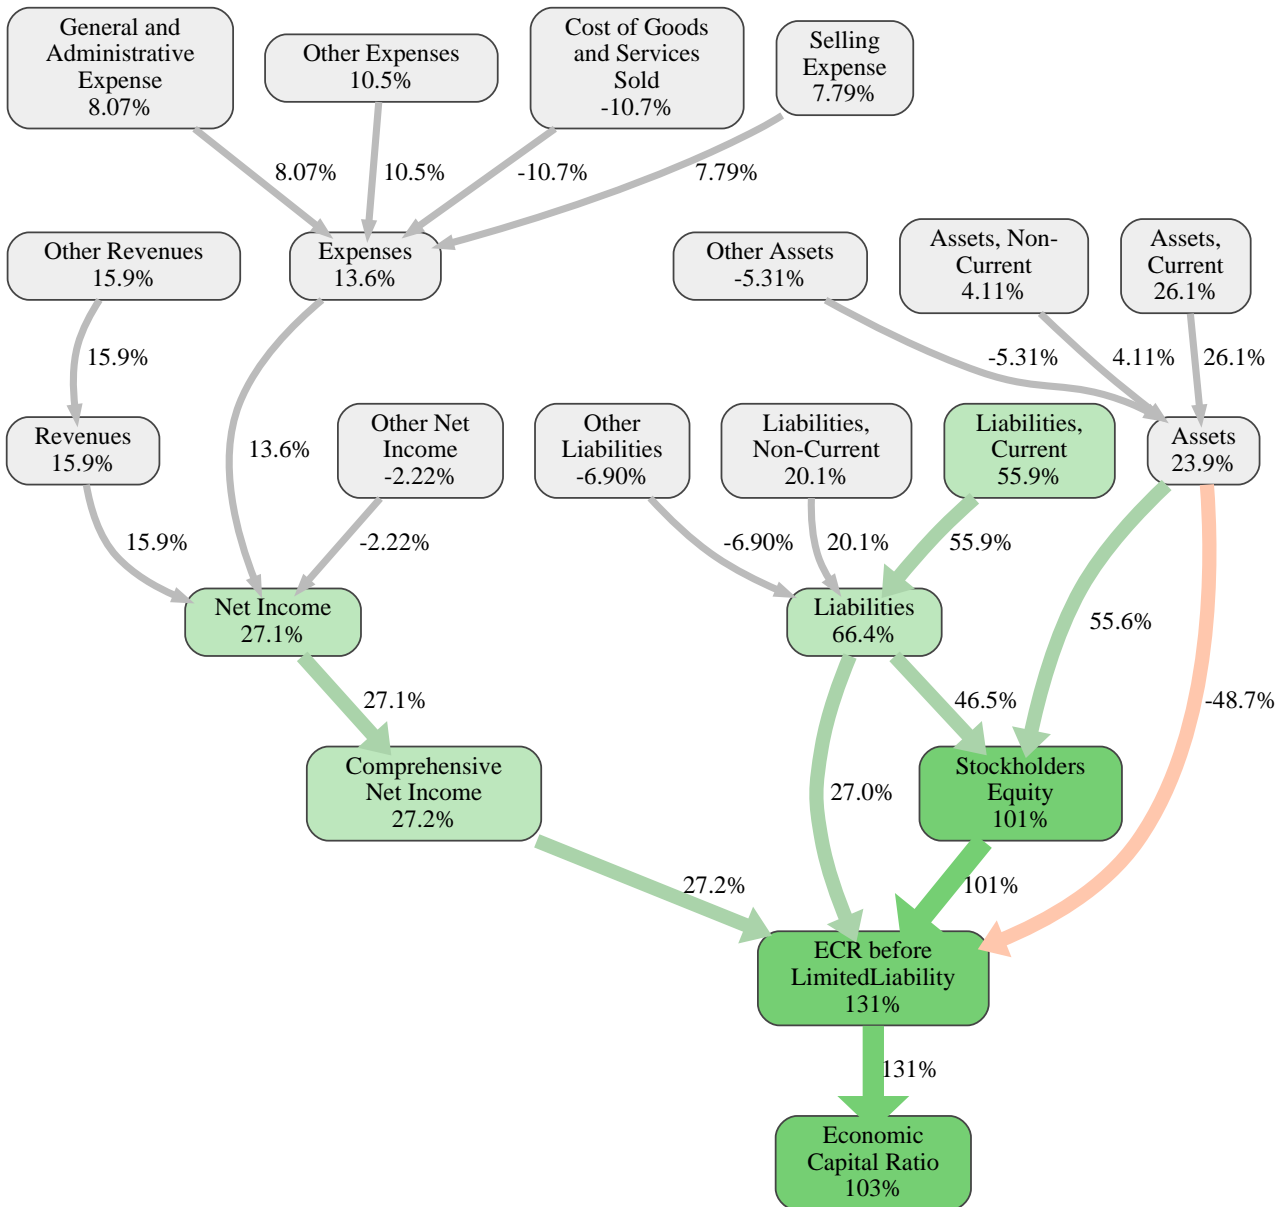 General and
Administrative
Expense
8.07%
Other Expenses
10.5%
Cost of Goods
and Services
Sold
-10.7%
Selling
Expense
7.79%
8.07%
10.5%
-10.7%
7.79%
Other Revenues
15.9%
Expenses
13.6%
Other Assets
-5.31%
Assets, Non-
Current
4.11%
Assets,
Current
26.1%
15.9%
-5.31%
4.11%
26.1%
Revenues
15.9%
13.6%
Other Net
Income
-2.22%
Other
Liabilities
-6.90%
Liabilities,
Non-Current
20.1%
Liabilities,
Current
55.9%
Assets
23.9%
15.9%
-2.22%
-6.90%
20.1%
55.9%
Net Income
27.1%
Liabilities
66.4%
55.6%
27.1%
46.5%
-48.7%
Comprehensive
Net Income
27.2%
27.0%
Stockholders
Equity
101%
27.2%
101%
ECR before
LimitedLiability
131%
131%
Economic
Capital Ratio
103%